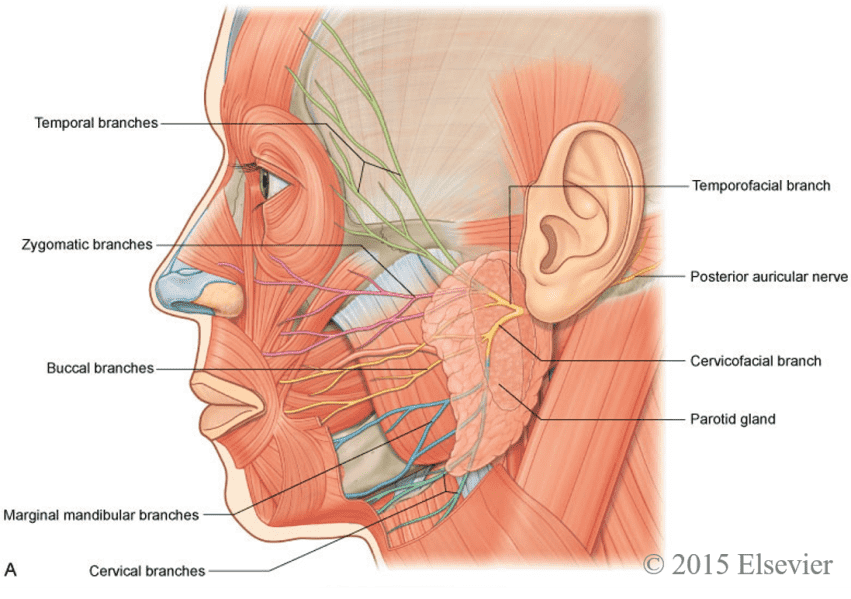 Temporal branches
Temporofacial branch
Zygomatic branches
Posterior auricular nerve
Buccal branches
Cervicofacial branch
Parotid gland
Marginal mandibular branches
A
Cervical branches
© 2015 Elsevier